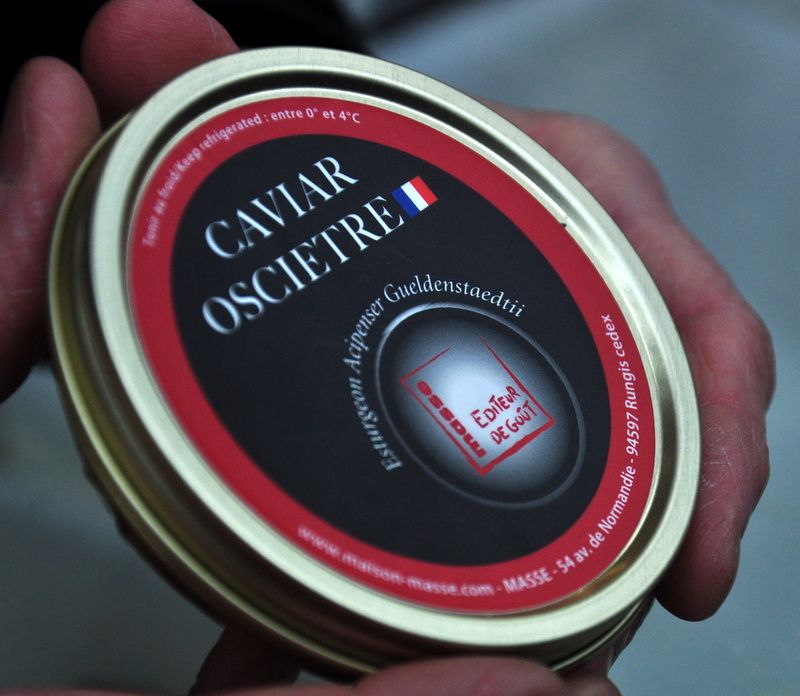 Tenir au froid/Keep refrigerated : entre 0° et 4°C
CAVIAR
OSCIETRE
Esturgeon Acipenser Gueldenstaedtii
masse
EDITEUR
DE GOÛT
www.maison-masse.com - MASSE - 54 av. de Normandie - 94597 Rungis cedex